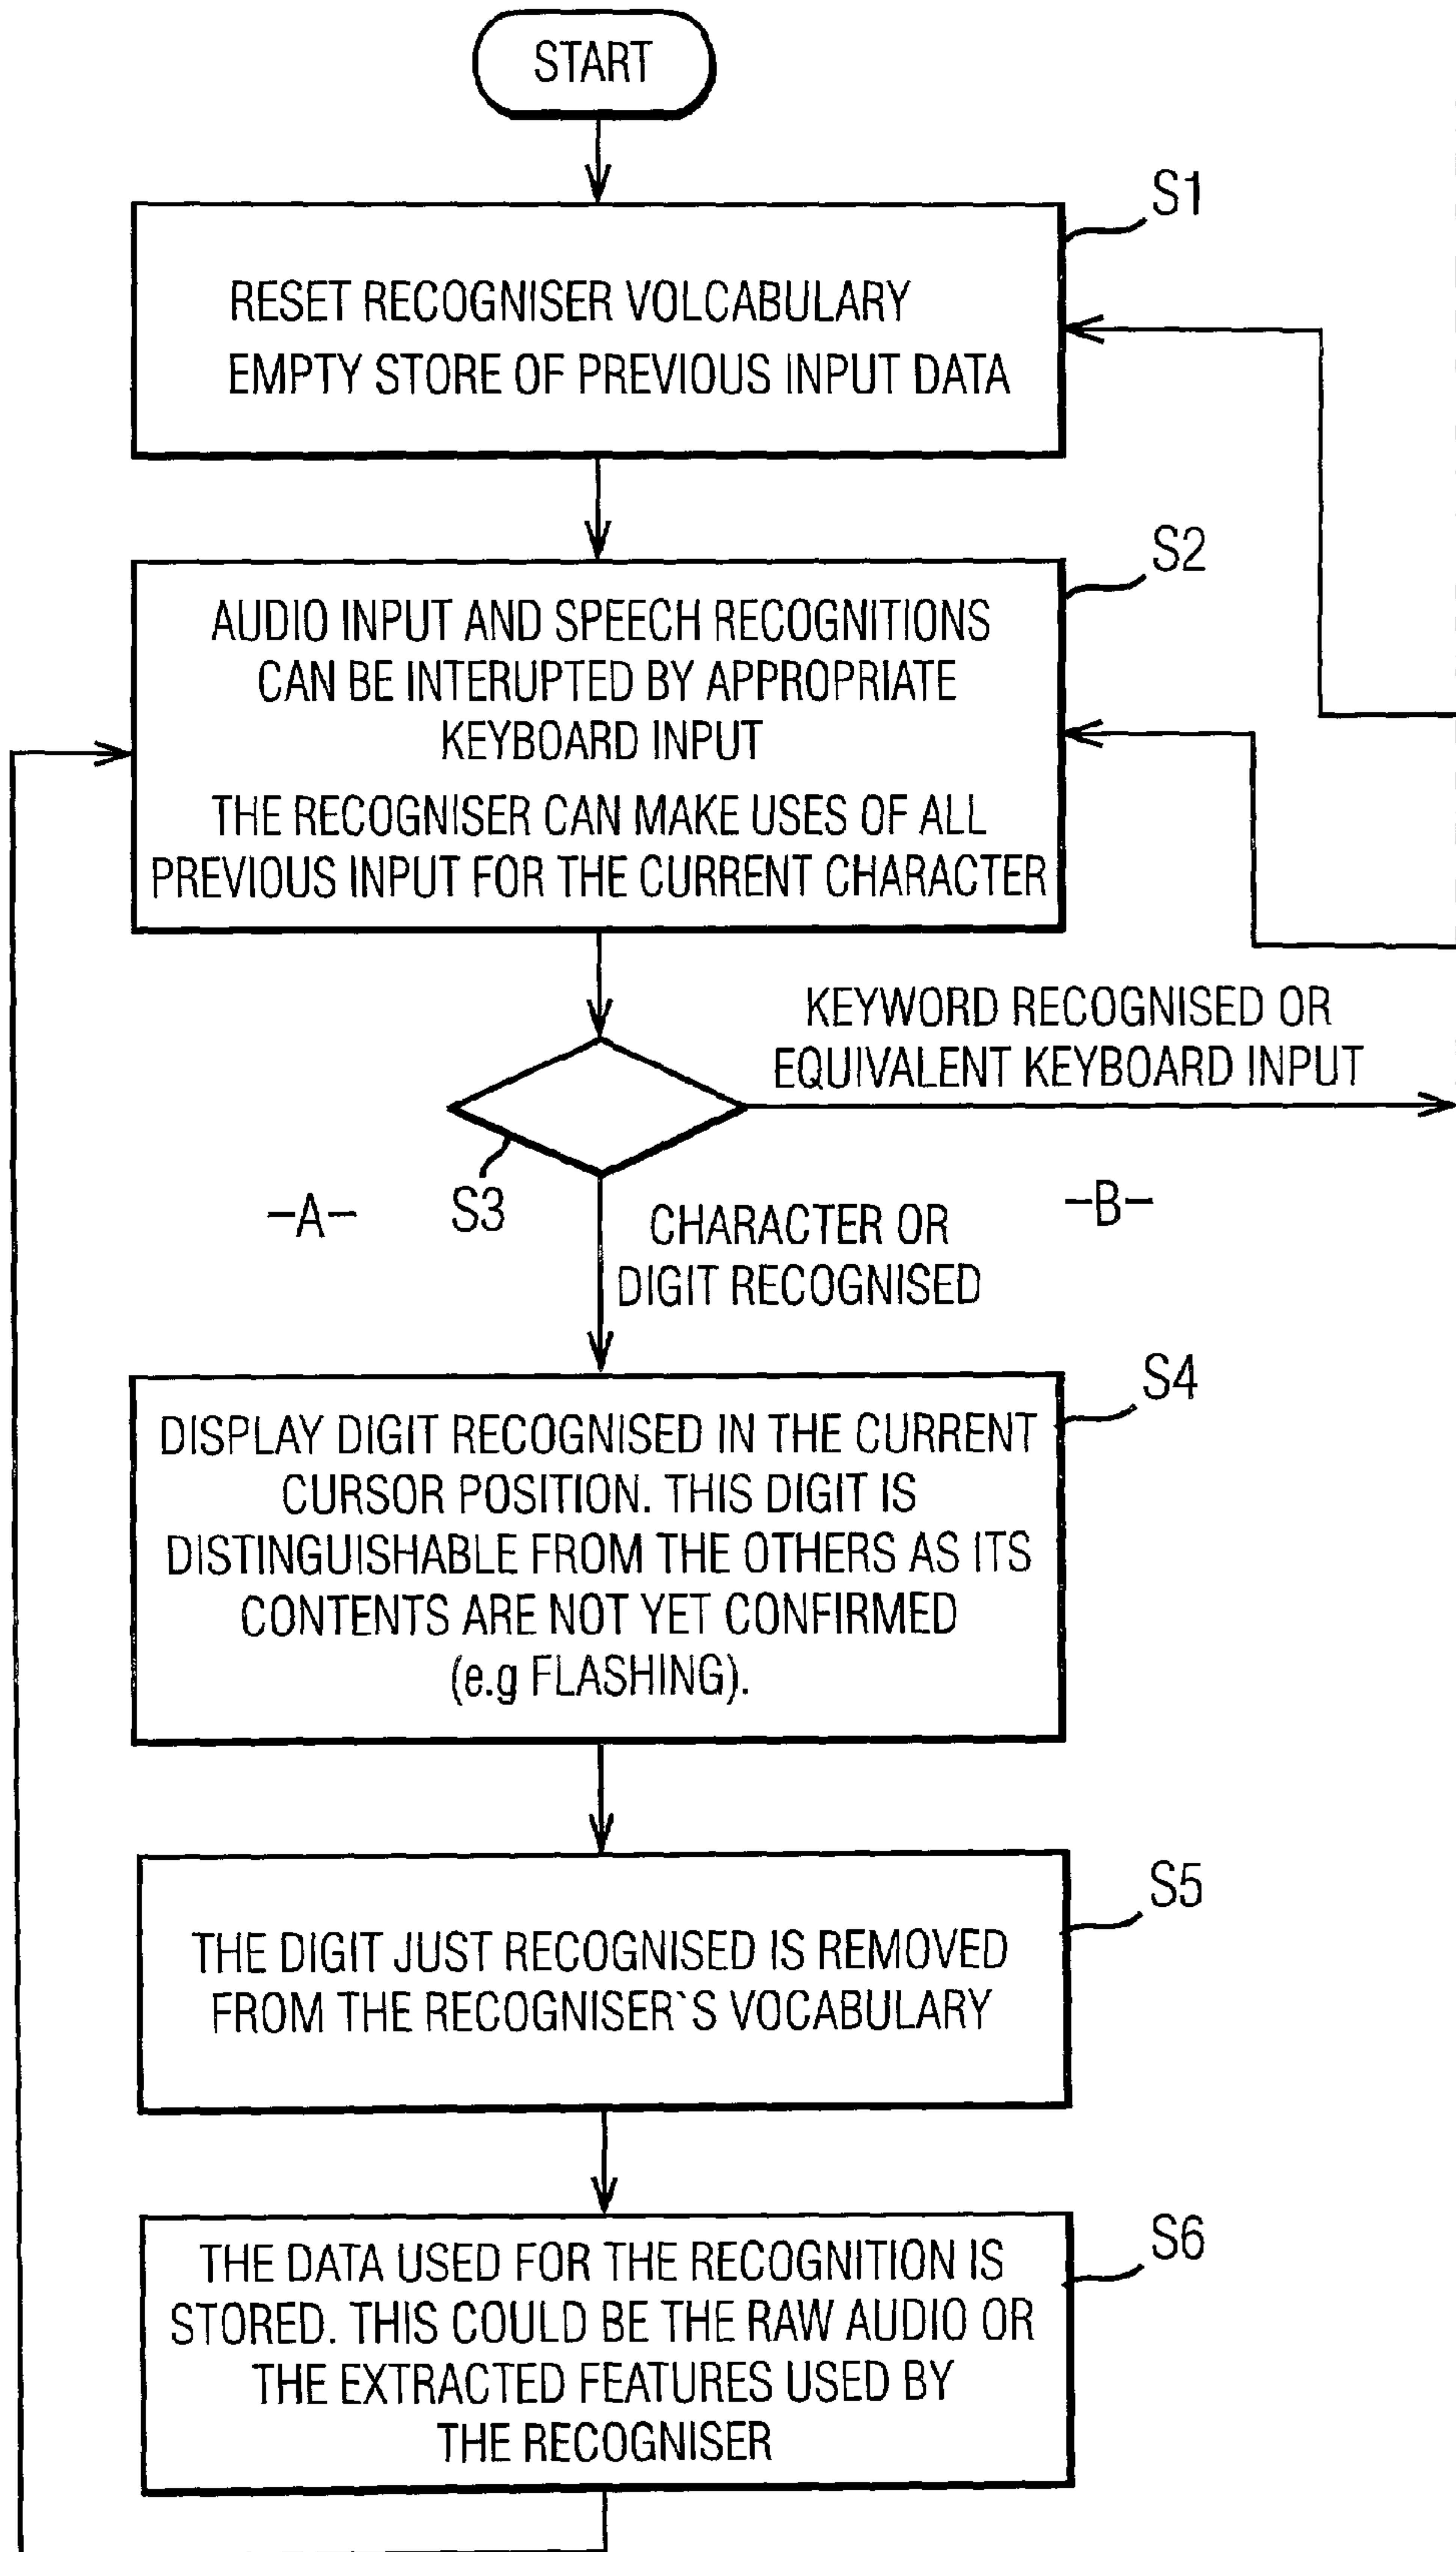 START
S1
RESET RECOGNISER VOLCABULARY
EMPTY STORE OF PREVIOUS INPUT DATA
S2
AUDIO INPUT AND SPEECH RECOGNITIONS
CAN BE INTERUPTED BY APPROPRIATE
KEYBOARD INPUT
THE RECOGNISER CAN MAKE USES OF ALL
PREVIOUS INPUT FOR THE CURRENT CHARACTER
KEYWORD RECOGNISED OR
EQUIVALENT KEYBOARD INPUT
-A-
S3
-B-
CHARACTER OR
DIGIT RECOGNISED
S4
DISPLAY DIGIT RECOGNISED IN THE CURRENT
CURSOR POSITION. THIS DIGIT IS
DISTINGUISHABLE FROM THE OTHERS AS ITS
CONTENTS ARE NOT YET CONFIRMED
(e.g FLASHING).
S5
THE DIGIT JUST RECOGNISED IS REMOVED
FROM THE RECOGNISER`S VOCABULARY
S6
THE DATA USED FOR THE RECOGNITION IS
STORED. THIS COULD BE THE RAW AUDIO OR
THE EXTRACTED FEATURES USED BY
THE RECOGNISER